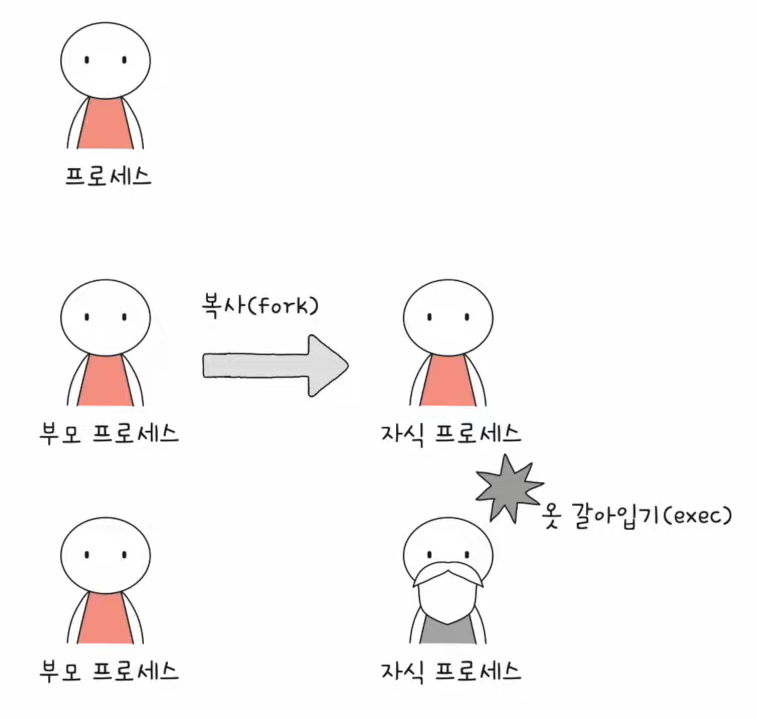 프로세스
복사(fork)
부모 프로세스
자식 프로세스
옷 갈아입기(exec)
부모 프로세스
자식 프로세스